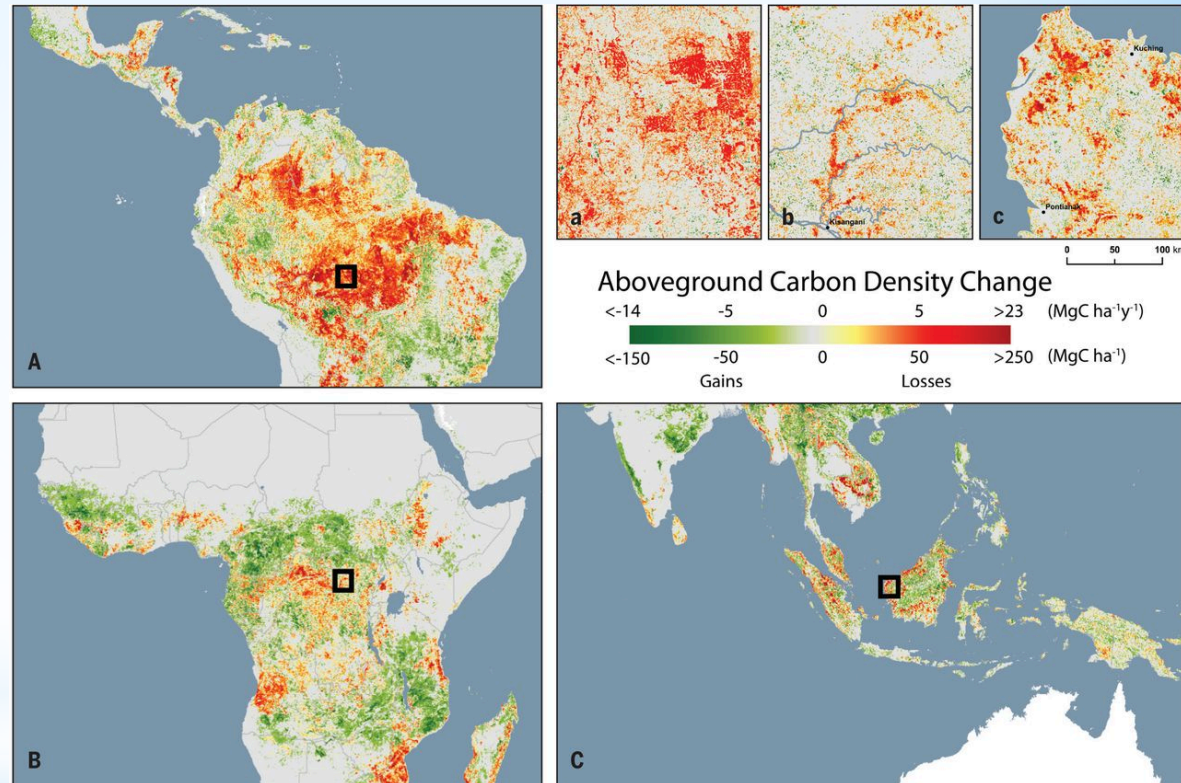 A
a
b
Kisangani
c
Kuching
Pontianak
0 50 100 km
Aboveground Carbon Density Change
<-14 -5 0 5 >23 (MgC ha⁻¹y⁻¹)
<-150 -50 0 50 >250 (MgC ha⁻¹)
Gains Losses
B
C